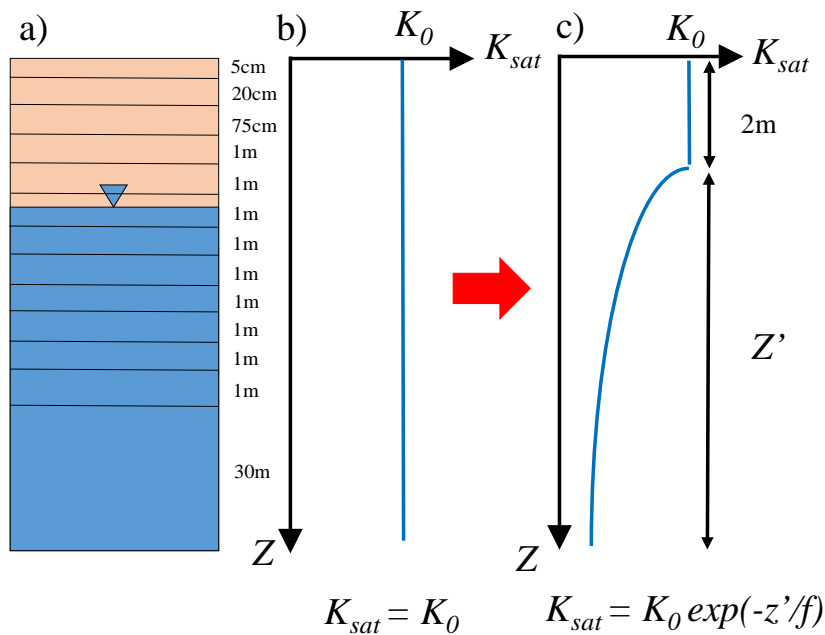 a)
5cm
20cm
75cm
1m
1m
1m
1m
1m
1m
1m
1m
1m
30m
b)
K0
Ksat
Z
Ksat = K0
c)
K0
Ksat
2m
Z’
Z
Ksat = K0 exp(-z’/f)